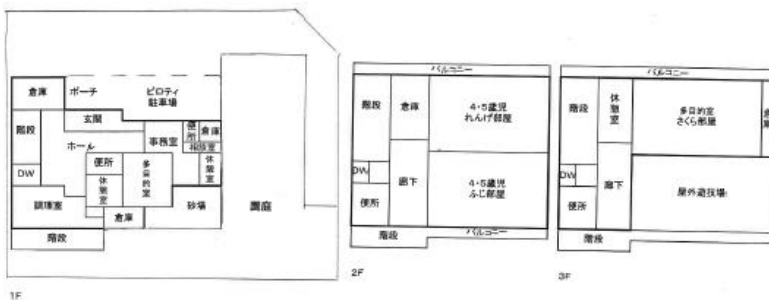 倉庫
ポーチ
ピロティ
駐車場
玄関
階段
ホール
事務室
便所
倉庫
相談室
休憩室
DW
便所
休憩室
多目的室
調理室
倉庫
砂場
園庭
階段
1F
バルコニー
階段
倉庫
4・5歳児
れんげ部屋
DW
便所
廊下
4・5歳児
ふじ部屋
階段
バルコニー
2F
バルコニー
階段
休憩室
多目的室
さくら部屋
DW
便所
廊下
屋外遊技場
階段
3F